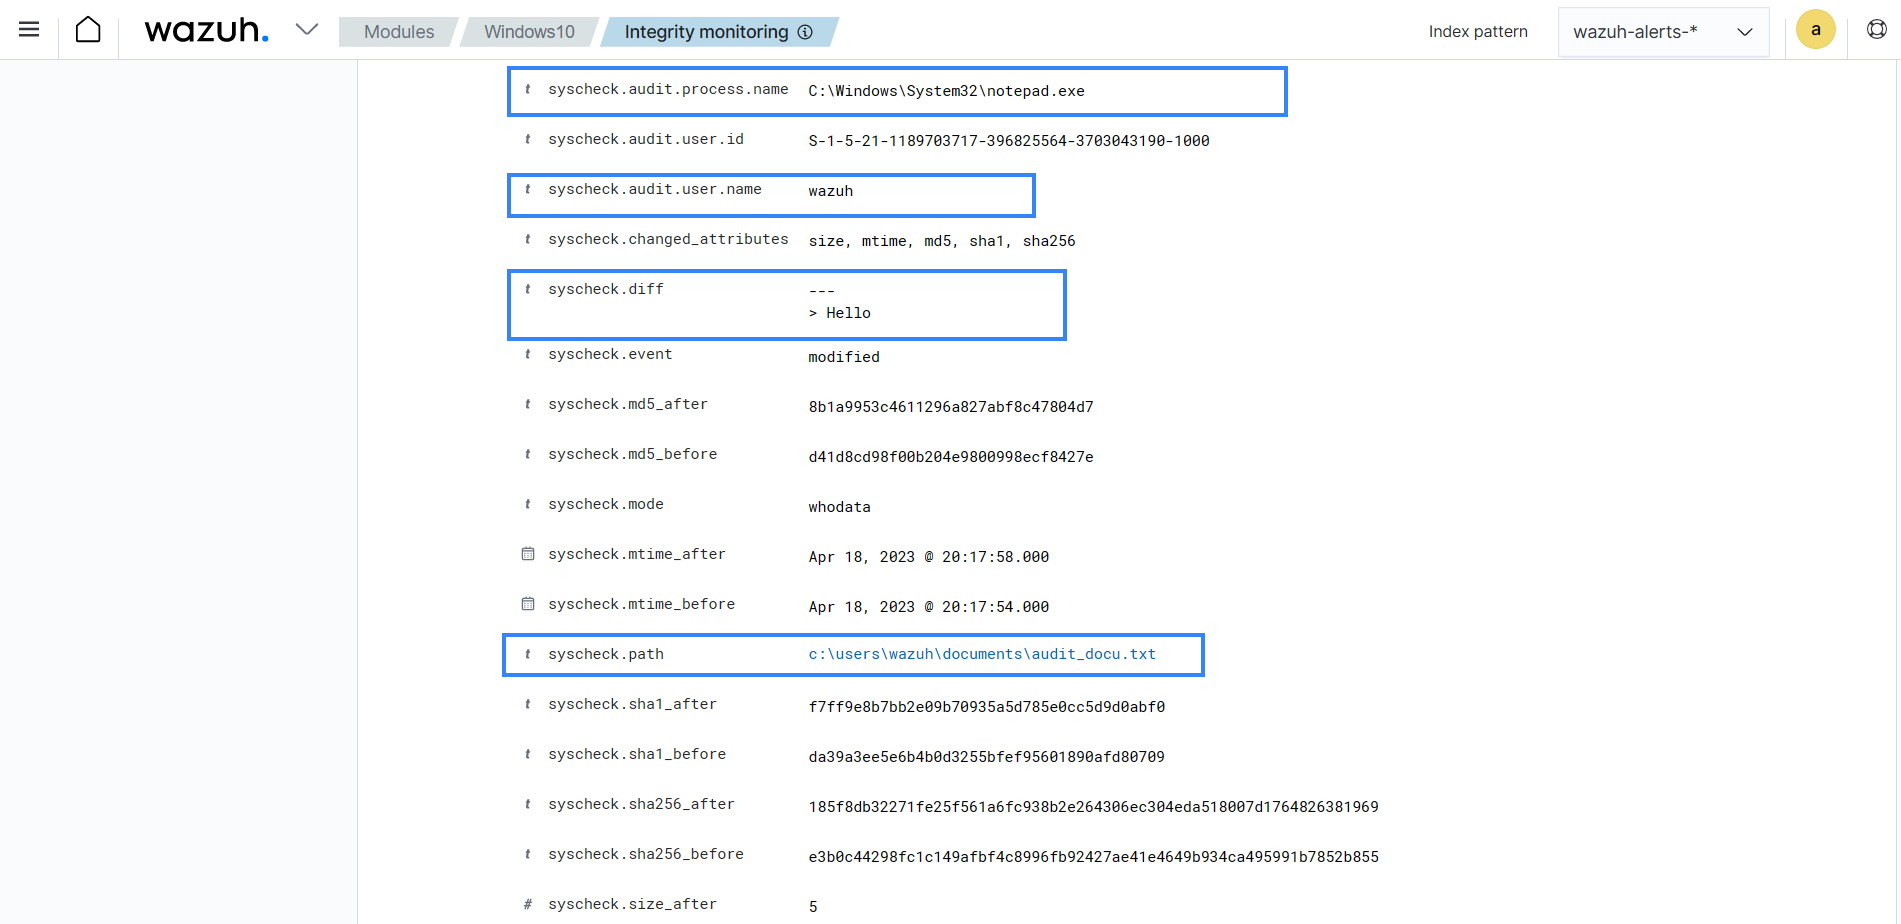 wazuh. Modules Windows10 Integrity monitoring Index pattern wazuh-alerts-* a
t syscheck.audit.process.name C:\Windows\System32\notepad.exe
t syscheck.audit.user.id S-1-5-21-1189703717-396825564-3703043190-1000
t syscheck.audit.user.name wazuh
t syscheck.changed_attributes size, mtime, md5, sha1, sha256
t syscheck.diff ---
> Hello
t syscheck.event modified
t syscheck.md5_after 8b1a9953c4611296a827abf8c47804d7
t syscheck.md5_before d41d8cd98f00b204e9800998ecf8427e
t syscheck.mode whodata
syscheck.mtime_after Apr 18, 2023 @ 20:17:58.000
syscheck.mtime_before Apr 18, 2023 @ 20:17:54.000
t syscheck.path c:\users\wazuh\documents\audit_docu.txt
t syscheck.sha1_after f7ff9e8b7bb2e09b70935a5d785e0cc5d9d0abf0
t syscheck.sha1_before da39a3ee5e6b4b0d3255bfef95601890afd80709
t syscheck.sha256_after 185f8db32271fe25f561a6fc938b2e264306ec304eda518007d1764826381969
t syscheck.sha256_before e3b0c44298fc1c149afbf4c8996fb92427ae41e4649b934ca495991b7852b855
# syscheck.size_after 5